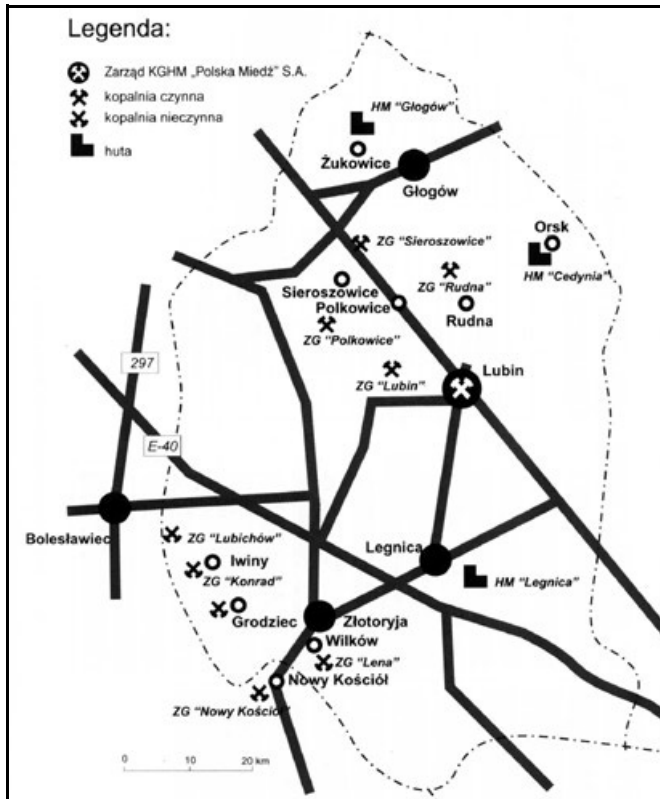 Legenda:
Zarząd KGHM „Polska Miedź” S.A.
kopalnia czynna
kopalnia nieczynna
huta
HM "Głogów"
Żukowice
Głogów
ZG "Sieroszowice"
Orsk
HM "Cedynia"
ZG "Rudna"
Sieroszowice
Polkowice
Rudna
ZG "Polkowice"
297
Lubin
ZG "Lubin"
E-40
Bolesławiec
ZG "Lubichów"
Legnica
Iwiny
ZG "Konrad"
HM "Legnica"
Grodziec
Złotoryja
Wilków
ZG "Lena"
Nowy Kościół
ZG "Nowy Kościół"
0 10 20 km